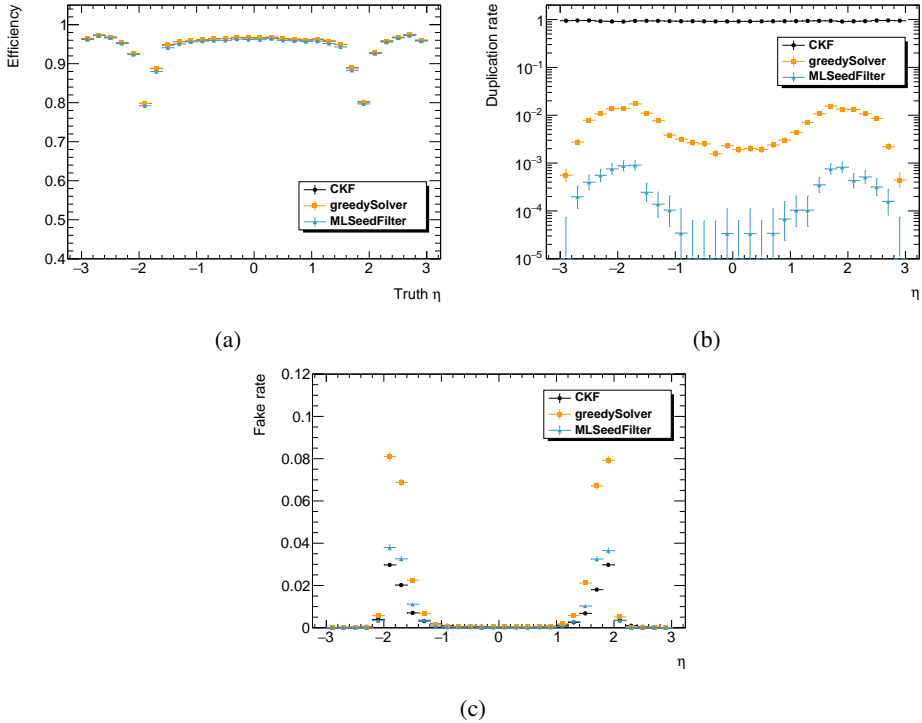 Efficiency
1
0.9
0.8
0.7
0.6
0.5
0.4
CKF
greedySolver
MLSeedFilter
−3 −2 −1 0 1 2 3
Truth η
(a)
Duplication rate
1
10⁻¹
10⁻²
10⁻³
10⁻⁴
10⁻⁵
CKF
greedySolver
MLSeedFilter
−3 −2 −1 0 1 2 3
η
(b)
Fake rate
0.12
0.1
0.08
0.06
0.04
0.02
0
CKF
greedySolver
MLSeedFilter
−3 −2 −1 0 1 2 3
η
(c)